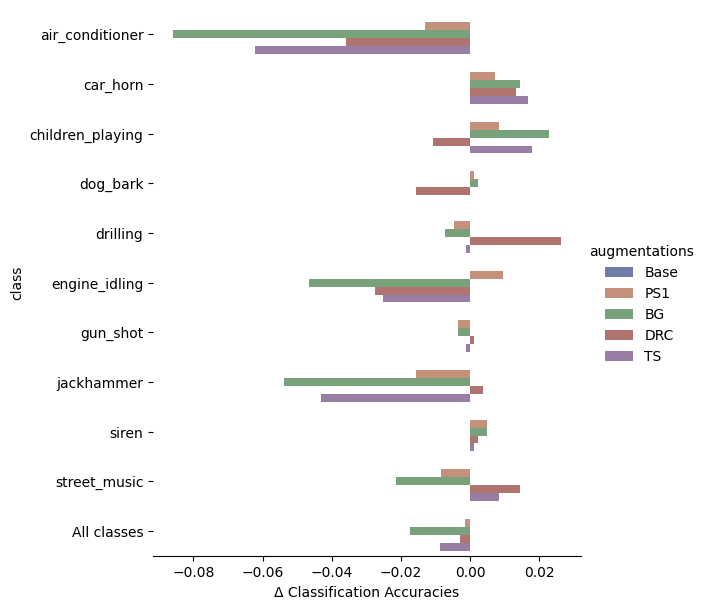 air_conditioner
car_horn
children_playing
dog_bark
drilling
engine_idling
gun_shot
jackhammer
siren
street_music
All classes
class
−0.08 −0.06 −0.04 −0.02 0.00 0.02
Δ Classification Accuracies
augmentations
Base
PS1
BG
DRC
TS